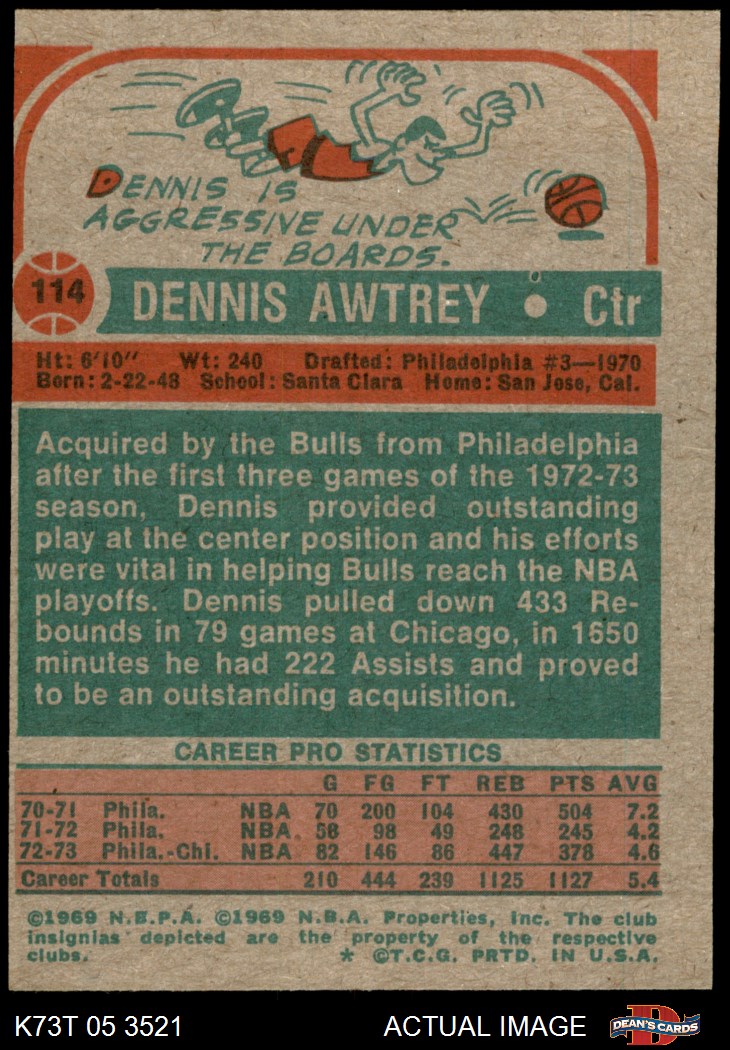 DENNIS IS
AGGRESSIVE UNDER
THE BOARDS.
114
DENNIS AWTREY • Ctr
Ht: 6'10" Wt: 240 Drafted: Philadelphia #3—1970
Born: 2-22-48 School: Santa Clara Home: San Jose, Cal.
Acquired by the Bulls from Philadelphia
after the first three games of the 1972-73
season, Dennis provided outstanding
play at the center position and his efforts
were vital in helping Bulls reach the NBA
playoffs. Dennis pulled down 433 Re-
bounds in 79 games at Chicago, in 1650
minutes he had 222 Assists and proved
to be an outstanding acquisition.
CAREER PRO STATISTICS
G FG FT REB PTS AVG
70-71 Phila. NBA 70 200 104 430 504 7.2
71-72 Phila. NBA 58 98 49 248 245 4.2
72-73 Phila.-Chi. NBA 82 146 86 447 378 4.6
Career Totals 210 444 239 1125 1127 5.4
©1969 N.B.P.A. ©1969 N.B.A. Properties, Inc. The club
insignias depicted are the property of the respective
clubs. * ©T.C.G. PRTD. IN U.S.A.
K73T 05 3521 ACTUAL IMAGE DEAN'S CARDS